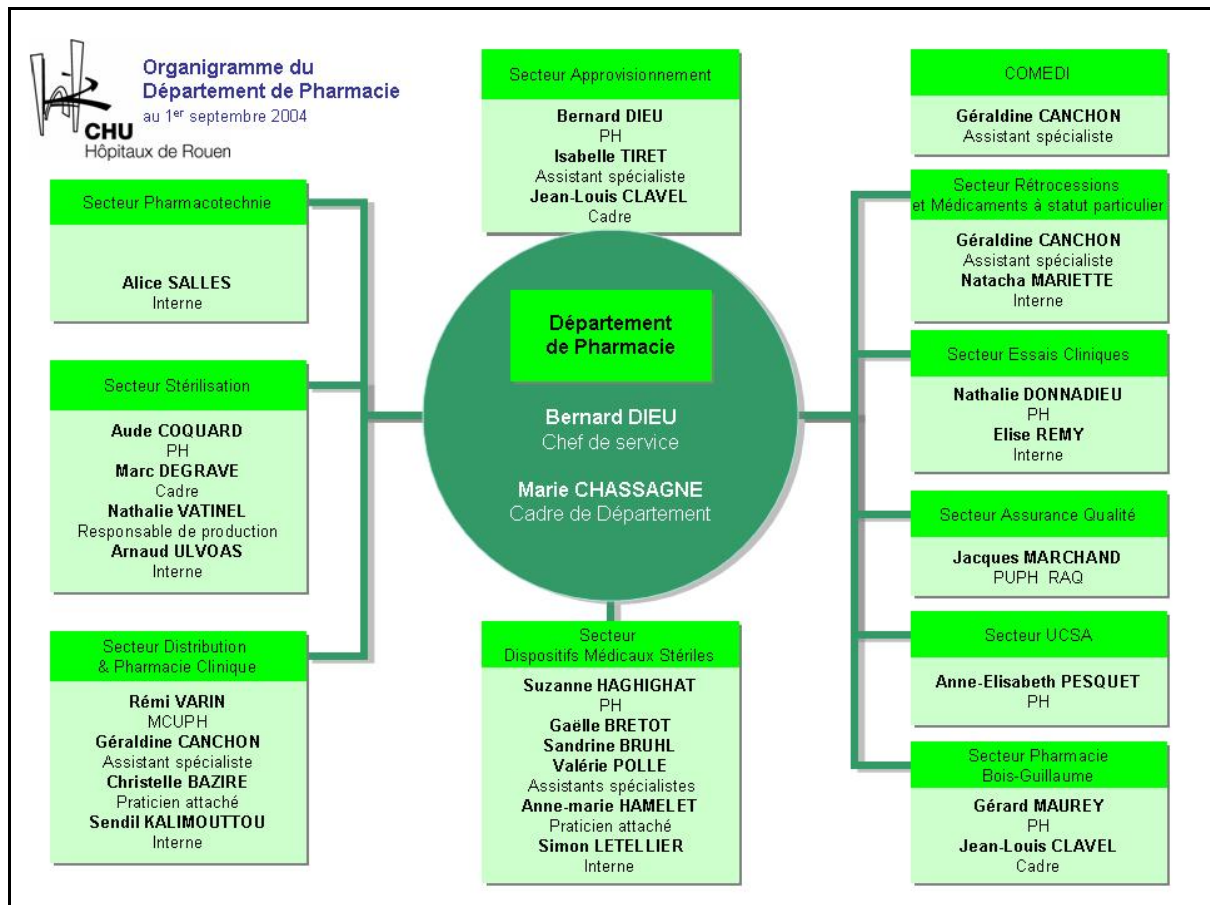 Organigramme du
Département de Pharmacie
au 1er septembre 2004
CHU
Hôpitaux de Rouen
Secteur Approvisionnement
Bernard DIEU
PH
Isabelle TIRET
Assistant spécialiste
Jean-Louis CLAVEL
Cadre
COMEDI
Géraldine CANCHON
Assistant spécialiste
Secteur Pharmacotechnie
Alice SALLES
Interne
Secteur Stérilisation
Aude COQUARD
PH
Marc DEGRAVE
Cadre
Nathalie VATINEL
Responsable de production
Arnaud ULVOAS
Interne
Secteur Distribution
& Pharmacie Clinique
Rémi VARIN
MCUPH
Géraldine CANCHON
Assistant spécialiste
Christelle BAZIRE
Praticien attaché
Sendil KALIMOUTTOU
Interne
Département
de Pharmacie
Bernard DIEU
Chef de service
Marie CHASSAGNE
Cadre de Département
Secteur
Dispositifs Médicaux Stériles
Suzanne HAGHIGHAT
PH
Gaëlle BRETOT
Sandrine BRUHL
Valérie POLLE
Assistants spécialistes
Anne-marie HAMELET
Praticien attaché
Simon LETELLIER
Interne
Secteur Rétrocessions
et Médicaments à statut particulier
Géraldine CANCHON
Assistant spécialiste
Natacha MARIETTE
Interne
Secteur Essais Cliniques
Nathalie DONNADIEU
PH
Elise REMY
Interne
Secteur Assurance Qualité
Jacques MARCHAND
PUPH RAQ
Secteur UCSA
Anne-Elisabeth PESQUET
PH
Secteur Pharmacie
Bois-Guillaume
Gérard MAUREY
PH
Jean-Louis CLAVEL
Cadre